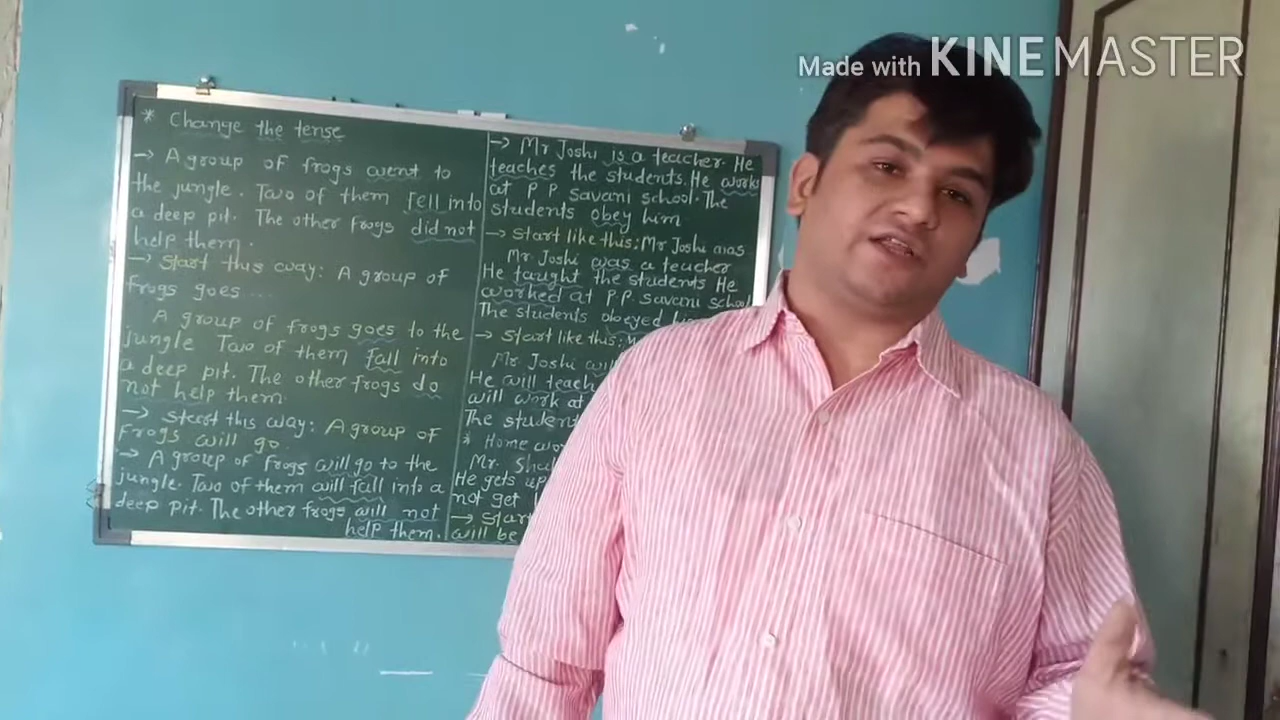 Made with KINEMASTER
* Change the tense
→ A group of frogs went to
the jungle. Two of them fell into
a deep pit. The other frogs did not
help them.
→ Start this way: A group of
frogs goes ...
A group of frogs goes to the
jungle Two of them fall into
a deep pit. The other frogs do
not help them.
→ Start this way: A group of
frogs will go
→ A group of frogs will go to the
jungle. Two of them will fall into a
deep pit. The other frogs will not
help them.
→ Mr Joshi is a teacher. He
teaches the students. He works
at P P Savani school. The
students obey him
→ Start like this: Mr Joshi was
Mr Joshi was a teacher
He taught the students He
worked at P.P. Savani school
The students obeyed
→ Start like this:
Mr. Joshi will
He will teach
will work at
The student
* Home
Mr.
He gets up
not get
→ Start
will be